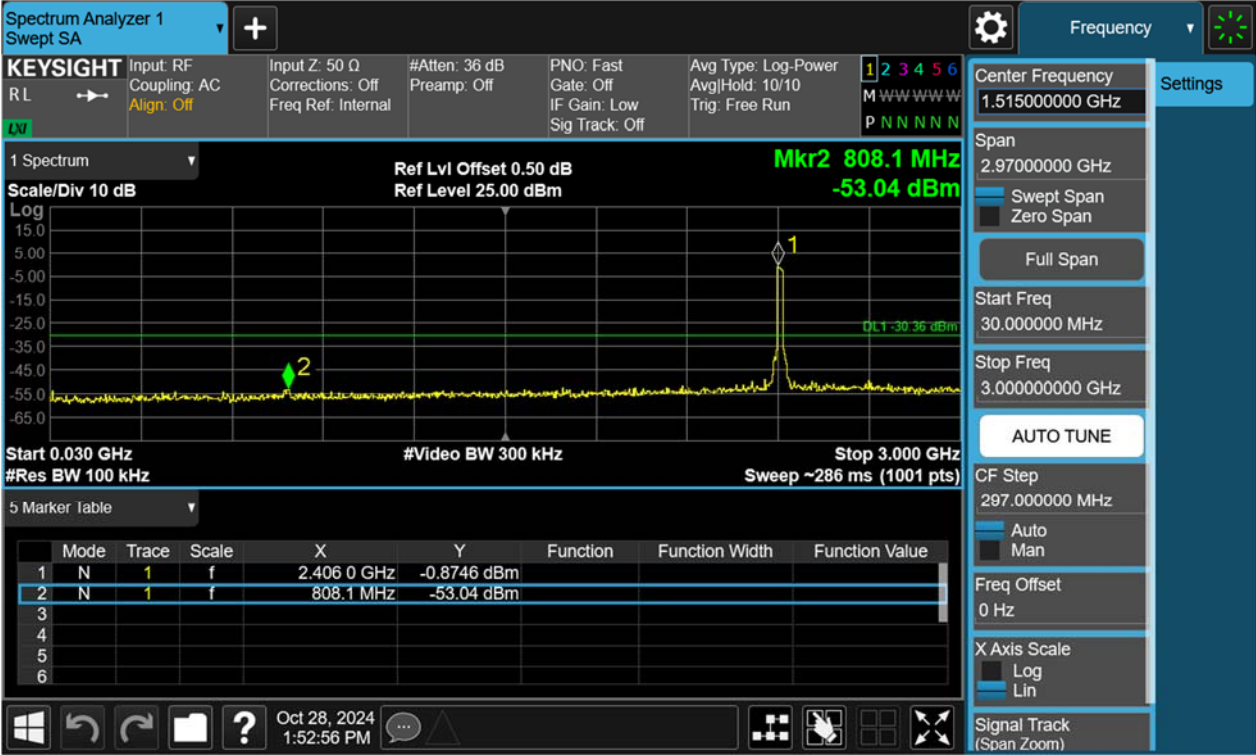 Spectrum Analyzer 1
Swept SA
+
Frequency
KEYSIGHT
R L
LXI
Input: RF
Coupling: AC
Align: Off
Input Z: 50 Ω
Corrections: Off
Freq Ref: Internal
#Atten: 36 dB
Preamp: Off
PNO: Fast
Gate: Off
IF Gain: Low
Sig Track: Off
Avg Type: Log-Power
Avg|Hold: 10/10
Trig: Free Run
1 2 3 4 5 6
M W W W W W
P N N N N N
1 Spectrum
Scale/Div 10 dB
Ref Lvl Offset 0.50 dB
Ref Level 25.00 dBm
Mkr2 808.1 MHz
-53.04 dBm
Log
15.0
5.00
-5.00
-15.0
-25.0
-35.0
-45.0
-55.0
-65.0
1
2
DL1 -30.36 dBm
Start 0.030 GHz
#Video BW 300 kHz
Stop 3.000 GHz
#Res BW 100 kHz
Sweep ~286 ms (1001 pts)
5 Marker Table
Mode Trace Scale X Y Function Function Width Function Value
1 N 1 f 2.406 0 GHz -0.8746 dBm
2 N 1 f 808.1 MHz -53.04 dBm
3
4
5
6
?
Oct 28, 2024
1:52:56 PM
Center Frequency
1.515000000 GHz
Span
2.97000000 GHz
Swept Span
Zero Span
Full Span
Start Freq
30.000000 MHz
Stop Freq
3.000000000 GHz
AUTO TUNE
CF Step
297.000000 MHz
Auto
Man
Freq Offset
0 Hz
X Axis Scale
Log
Lin
Signal Track
(Span Zoom)
Settings